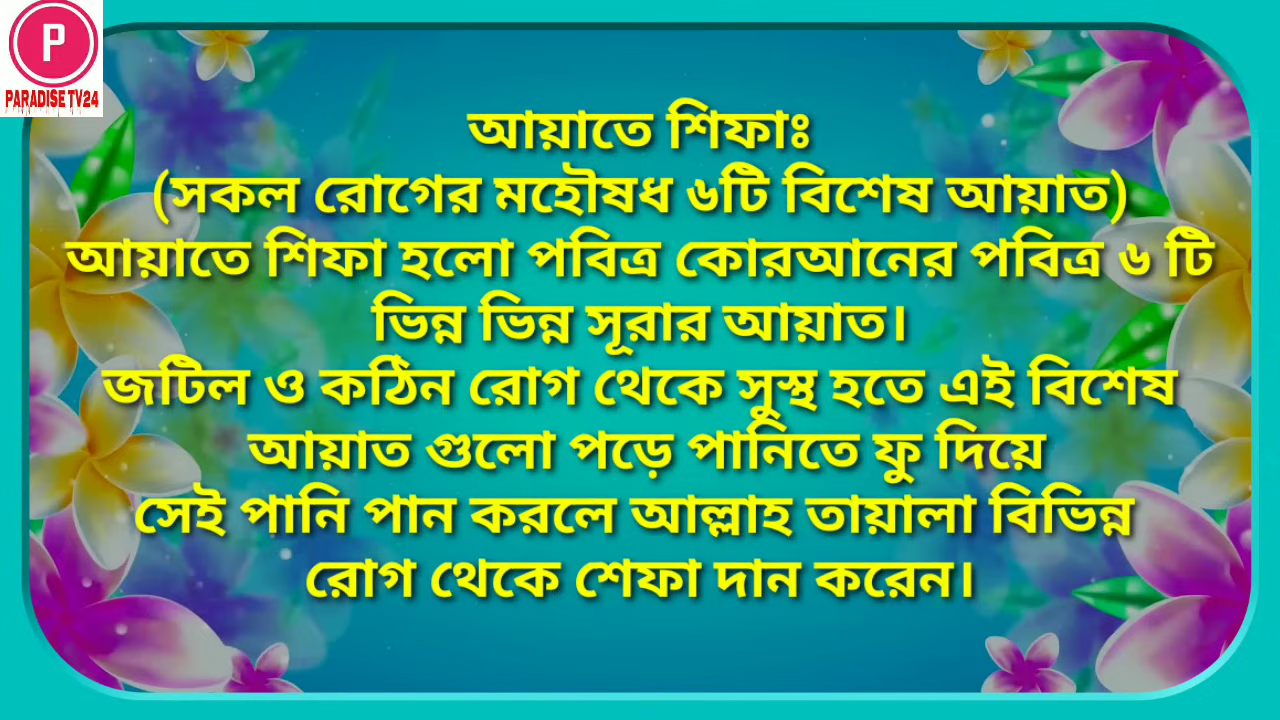 P
PARADISE TV24
আয়াতে শিফাঃ
(সকল রোগের মহৌষধ ৬টি বিশেষ আয়াত)
আয়াতে শিফা হলো পবিত্র কোরআনের পবিত্র ৬ টি
ভিন্ন ভিন্ন সূরার আয়াত।
জটিল ও কঠিন রোগ থেকে সুস্থ হতে এই বিশেষ
আয়াত গুলো পড়ে পানিতে ফু দিয়ে
সেই পানি পান করলে আল্লাহ তায়ালা বিভিন্ন
রোগ থেকে শেফা দান করেন।